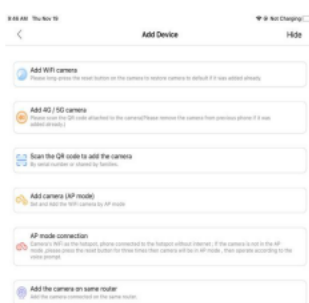 9:46 AM Thu Nov 19
Not Charging
Add Device
Hide
Add WiFi camera
Please long-press the reset button on the camera to restore camera to default if it was added already.
Add 4G / 5G camera
Please scan the QR code attached to the camera(Please remove the camera from previous phone if it was
added already.)
Scan the QR code to add the camera
By serial number or shared by families.
Add camera (AP mode)
Set and Add the WiFi camera by AP mode
AP mode connection
Camera's WiFi as the hotspot, phone connected to the hotspot without internet ; If the camera is not in the AP
mode, please press the reset button for three times then camera will be in AP mode , then operate according to the
voice prompt
Add the camera on same router
Add the camera connected on the same router.